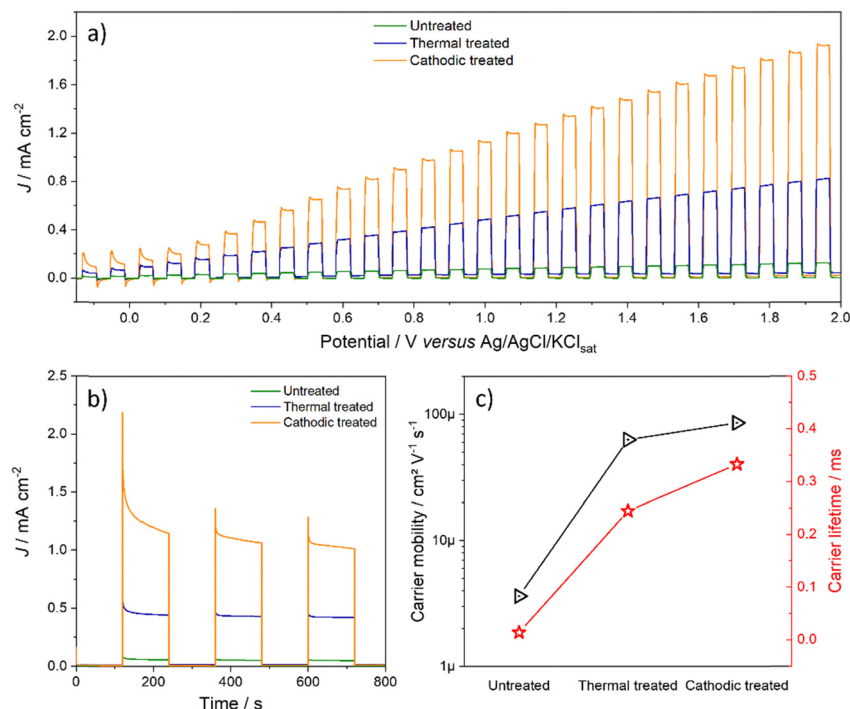 a)
Untreated
Thermal treated
Cathodic treated
J / mA cm⁻²
2.0
1.6
1.2
0.8
0.4
0.0
0.0 0.2 0.4 0.6 0.8 1.0 1.2 1.4 1.6 1.8 2.0
Potential / V versus Ag/AgCl/KClsat
b)
Untreated
Thermal treated
Cathodic treated
J / mA cm⁻²
2.5
2.0
1.5
1.0
0.5
0.0
0 200 400 600 800
Time / s
c)
Carrier mobility / cm² V⁻¹ s⁻¹
100µ
10µ
1µ
Untreated Thermal treated Cathodic treated
0.5
0.4
0.3
0.2
0.1
0.0
Carrier lifetime / ms